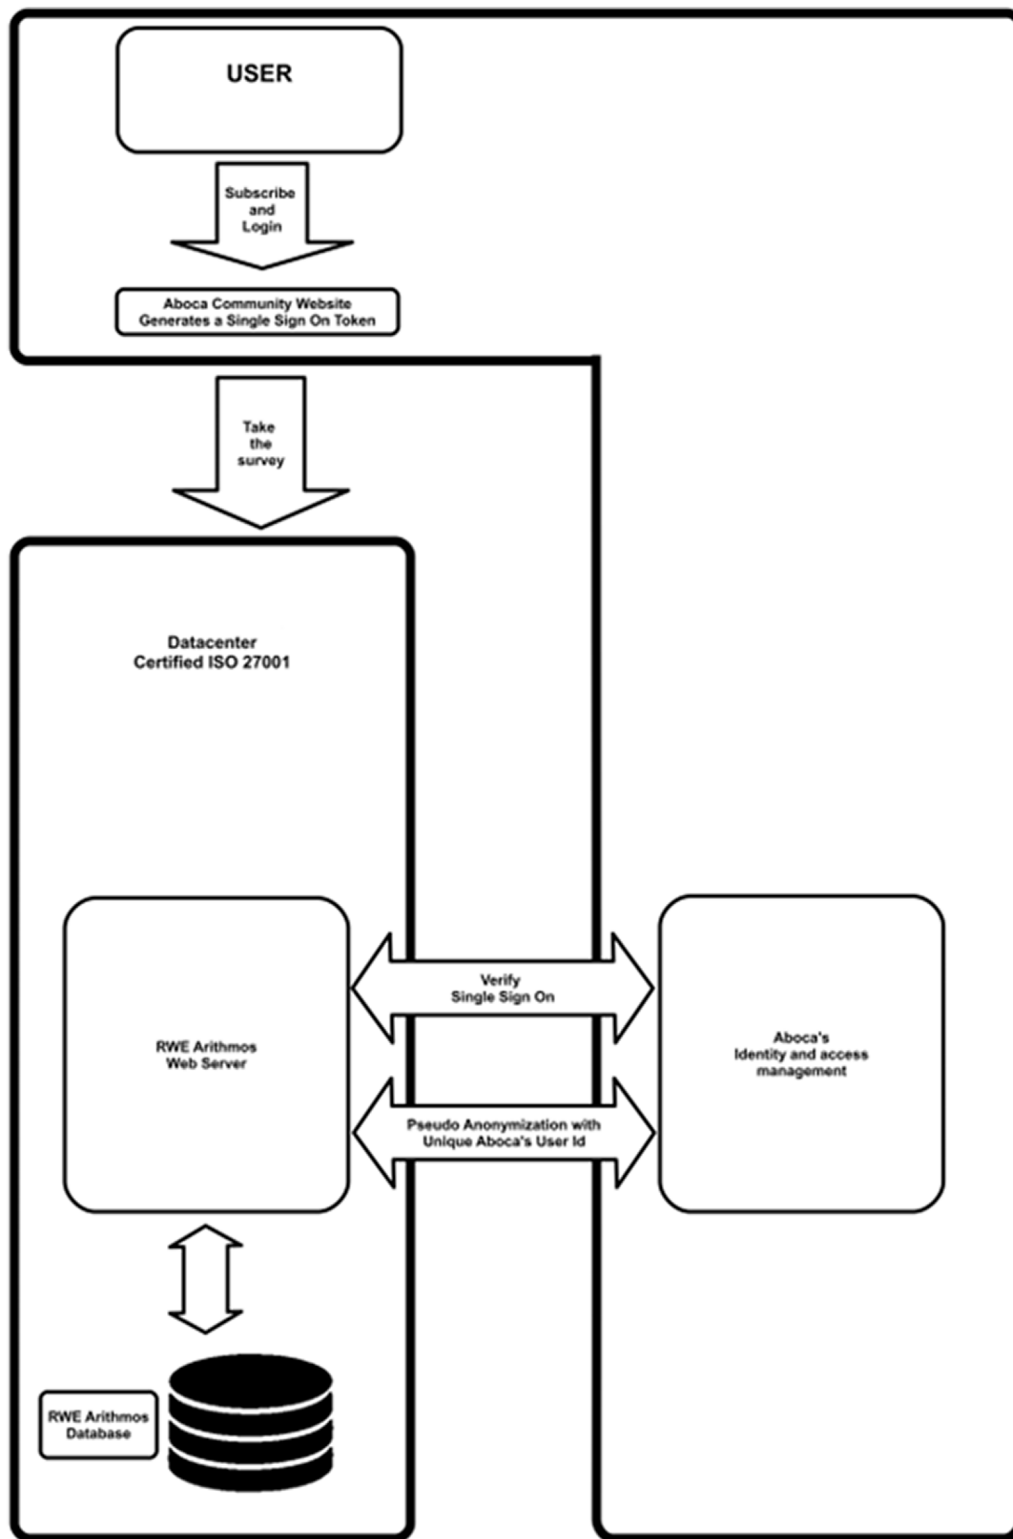 USER
Subscribe
and
Login
Aboca Community Website
Generates a Single Sign On Token
Take
the
survey
Datacenter
Certified ISO 27001
RWE Arithmos
Web Server
Verify
Single Sign On
Pseudo Anonymization with
Unique Aboca's User Id
Aboca's
Identity and access
management
RWE Arithmos
Database